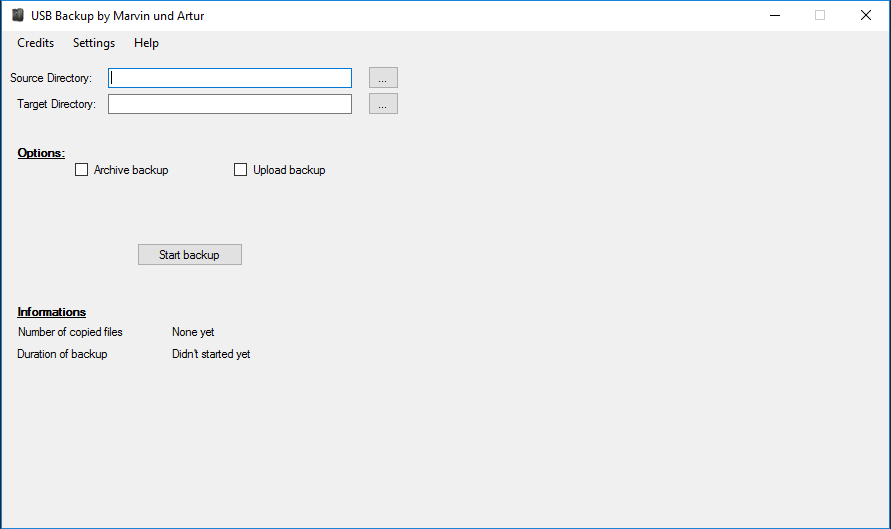 USB Backup by Marvin und Artur
Credits Settings Help
Source Directory: ...
Target Directory: ...
Options:
Archive backup Upload backup
Start backup
Informations
Number of copied files None yet
Duration of backup Didn't started yet